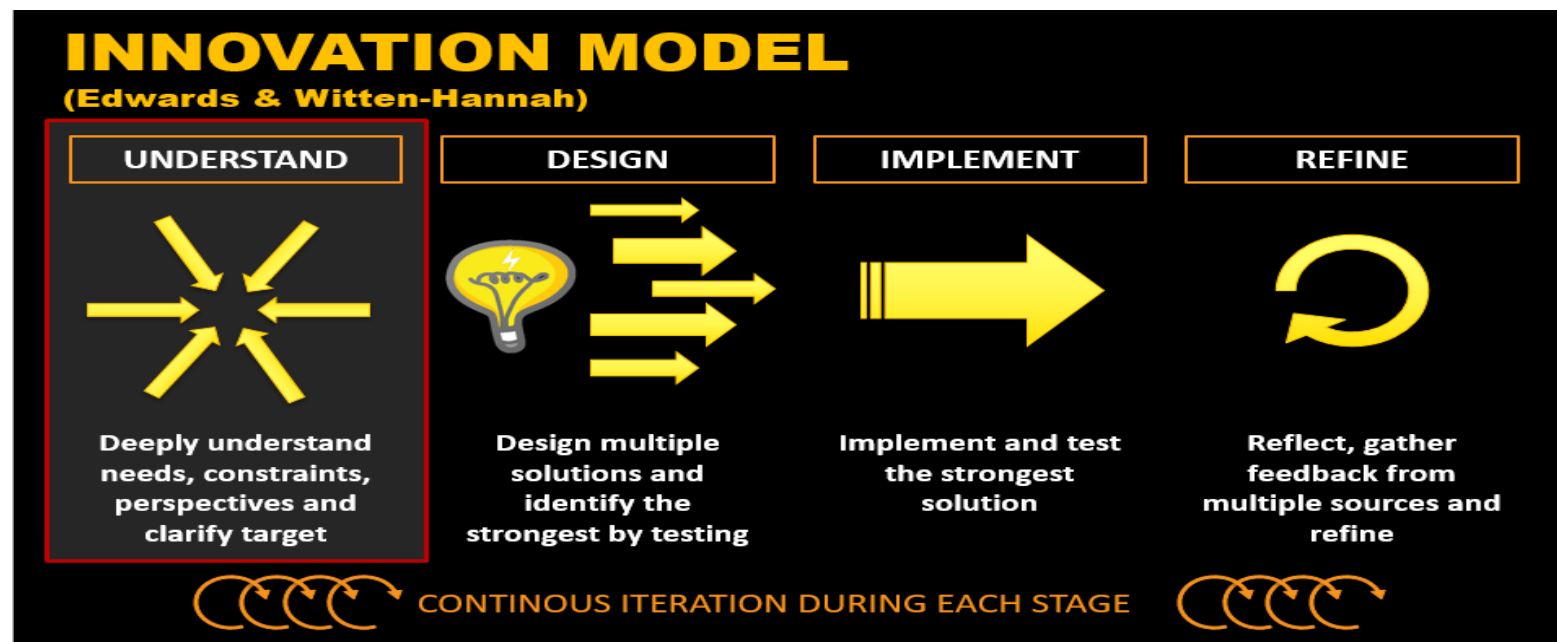 INNOVATION MODEL
(Edwards & Witten-Hannah)
UNDERSTAND
Deeply understand
needs, constraints,
perspectives and
clarify target
DESIGN
Design multiple
solutions and
identify the
strongest by testing
IMPLEMENT
Implement and test
the strongest
solution
REFINE
Reflect, gather
feedback from
multiple sources and
refine
CONTINOUS ITERATION DURING EACH STAGE